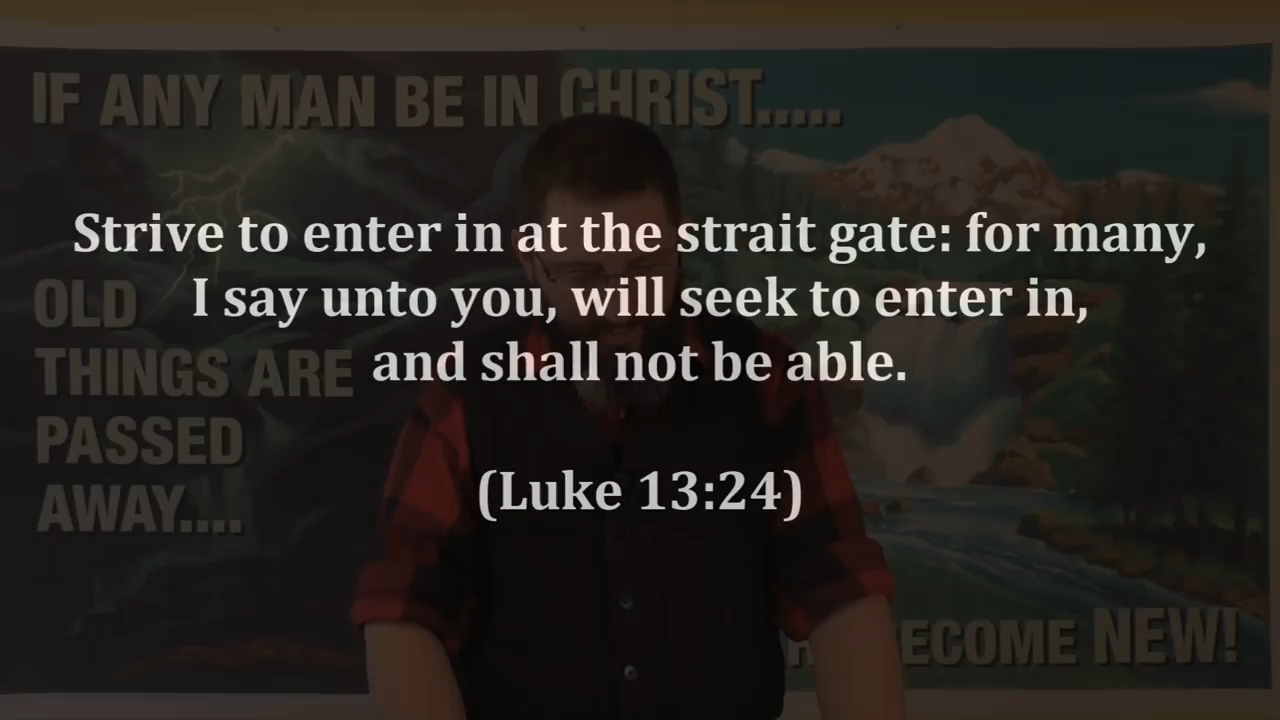 IF ANY MAN BE IN CHRIST.....
Strive to enter in at the strait gate: for many,
I say unto you, will seek to enter in,
and shall not be able.
(Luke 13:24)
OLD
THINGS ARE
PASSED
AWAY....
ECOME NEW!